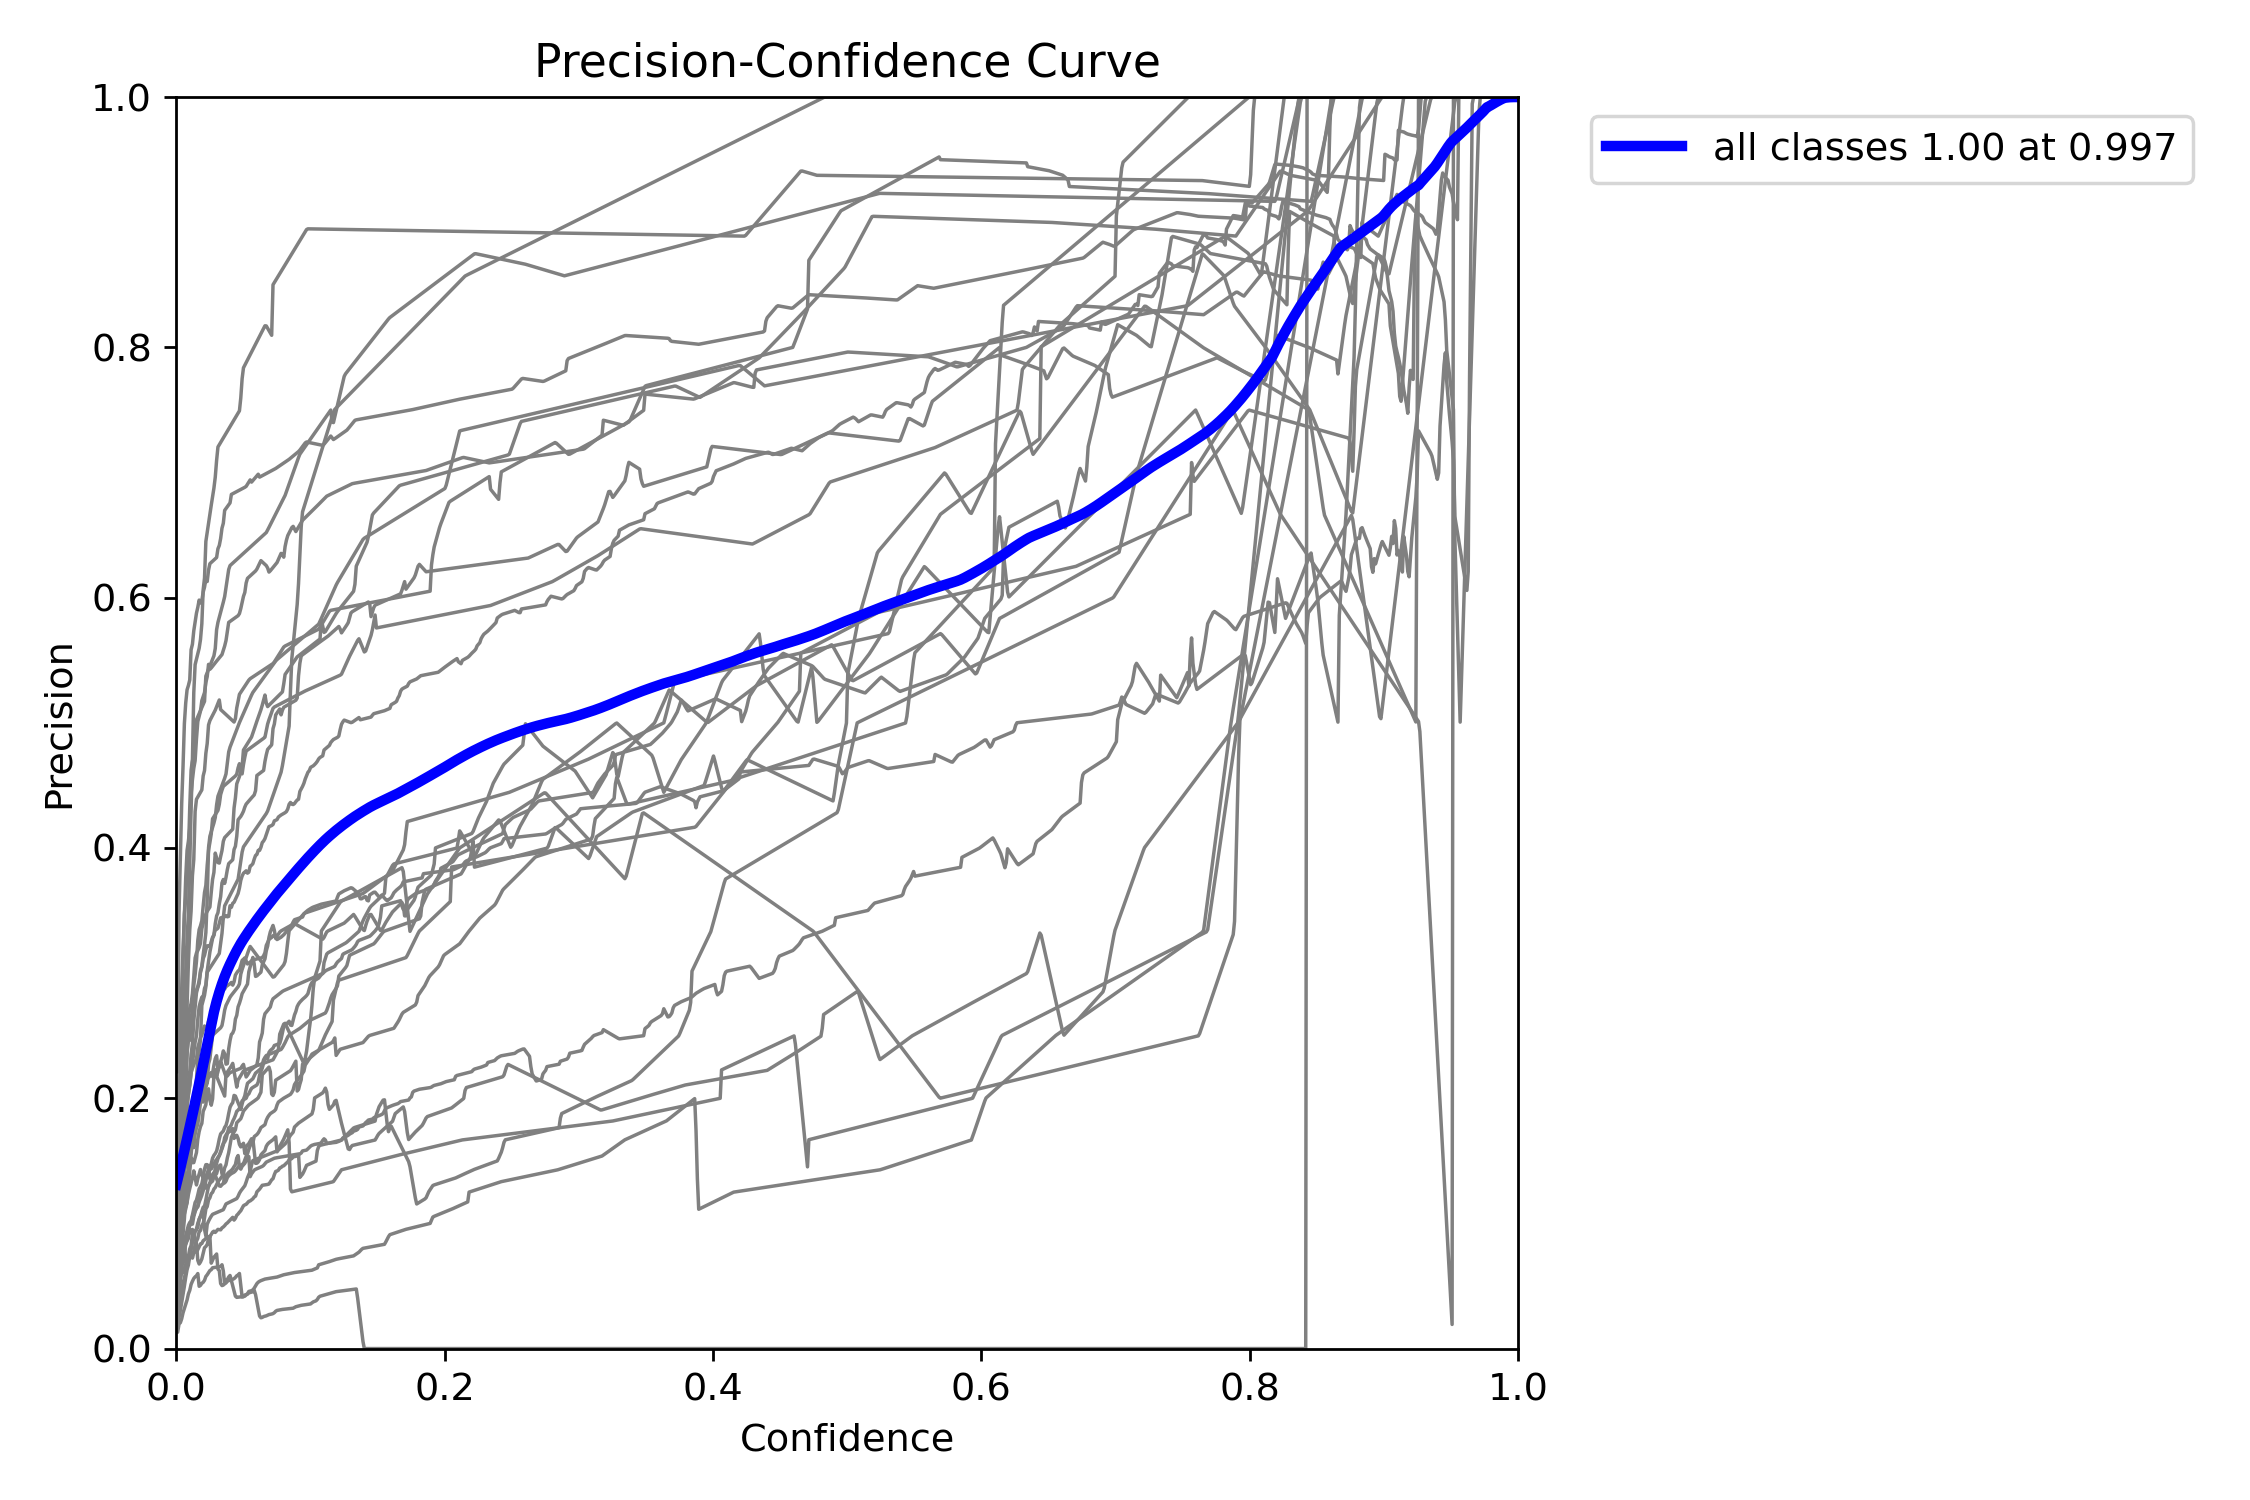 Precision-Confidence Curve
1.0
0.8
0.6
0.4
0.2
0.0
Precision
0.0 0.2 0.4 0.6 0.8 1.0
Confidence
all classes 1.00 at 0.997